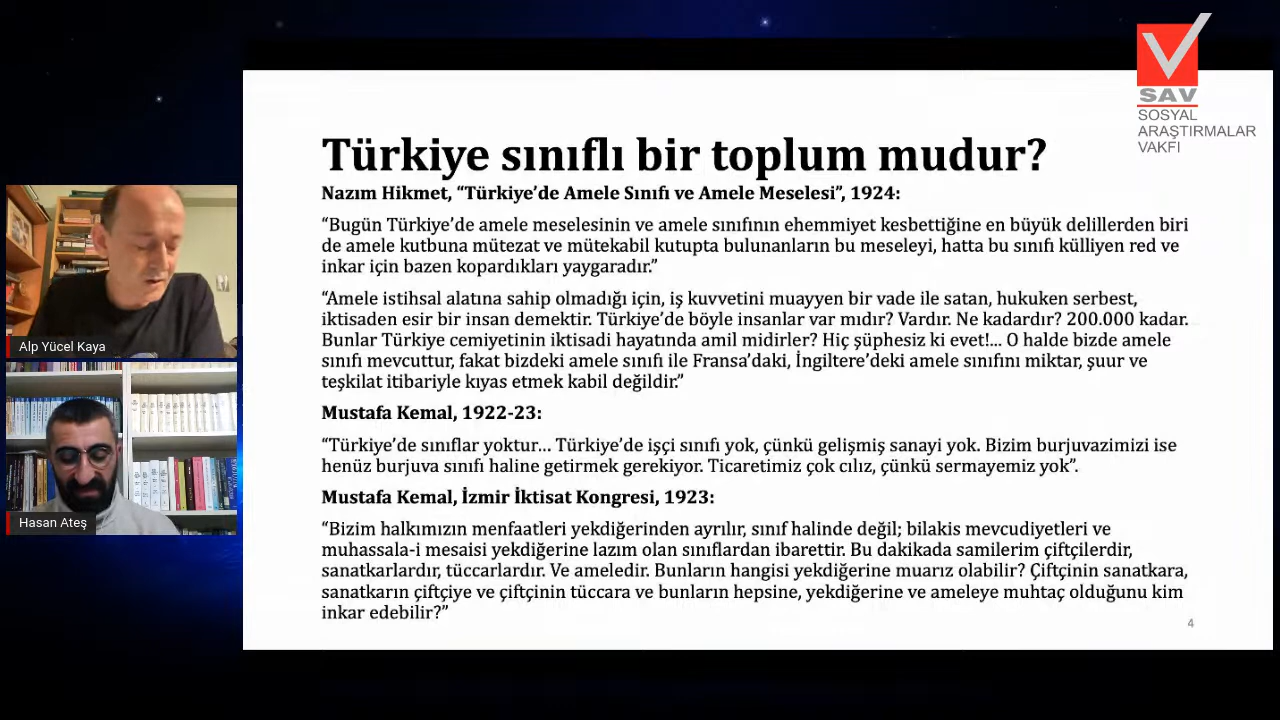 SAV
SOSYAL
ARAŞTIRMALAR
VAKFI
Türkiye sınıflı bir toplum mudur?
Nazım Hikmet, “Türkiye’de Amele Sınıfı ve Amele Meselesi”, 1924:
“Bugün Türkiye’de amele meselesinin ve amele sınıfının ehemmiyet kesbettiğine en büyük delillerden biri
de amele kutbuna mütezat ve mütekabil kutupta bulunanların bu meseleyi, hatta bu sınıfı külliyen red ve
inkar için bazen kopardıkları yaygaradır.”
“Amele istihsal alatına sahip olmadığı için, iş kuvvetini muayyen bir vade ile satan, hukuken serbest,
iktisaden esir bir insan demektir. Türkiye’de böyle insanlar var mıdır? Vardır. Ne kadardır? 200.000 kadar.
Bunlar Türkiye cemiyetinin iktisadi hayatında amil midirler? Hiç şüphesiz ki evet!... O halde bizde amele
sınıfı mevcuttur, fakat bizdeki amele sınıfı ile Fransa’daki, İngiltere’deki amele sınıfını miktar, şuur ve
teşkilat itibariyle kıyas etmek kabil değildir.”
Mustafa Kemal, 1922-23:
“Türkiye’de sınıflar yoktur... Türkiye’de işçi sınıfı yok, çünkü gelişmiş sanayi yok. Bizim burjuvazimizi ise
henüz burjuva sınıfı haline getirmek gerekiyor. Ticaretimiz çok cılız, çünkü sermayemiz yok”.
Mustafa Kemal, İzmir İktisat Kongresi, 1923:
“Bizim halkımızın menfaatleri yekdiğerinden ayrılır, sınıf halinde değil; bilakis mevcudiyetleri ve
muhassala-i mesaisi yekdiğerine lazım olan sınıflardan ibarettir. Bu dakikada samilerim çiftçilerdir,
sanatkarlardır, tüccarlardır. Ve ameledir. Bunların hangisi yekdiğerine muarız olabilir? Çiftçinin sanatkara,
sanatkarın çiftçiye ve çiftçinin tüccara ve bunların hepsine, yekdiğerine ve ameleye muhtaç olduğunu kim
inkar edebilir?”
4
Alp Yücel Kaya
Hasan Ateş